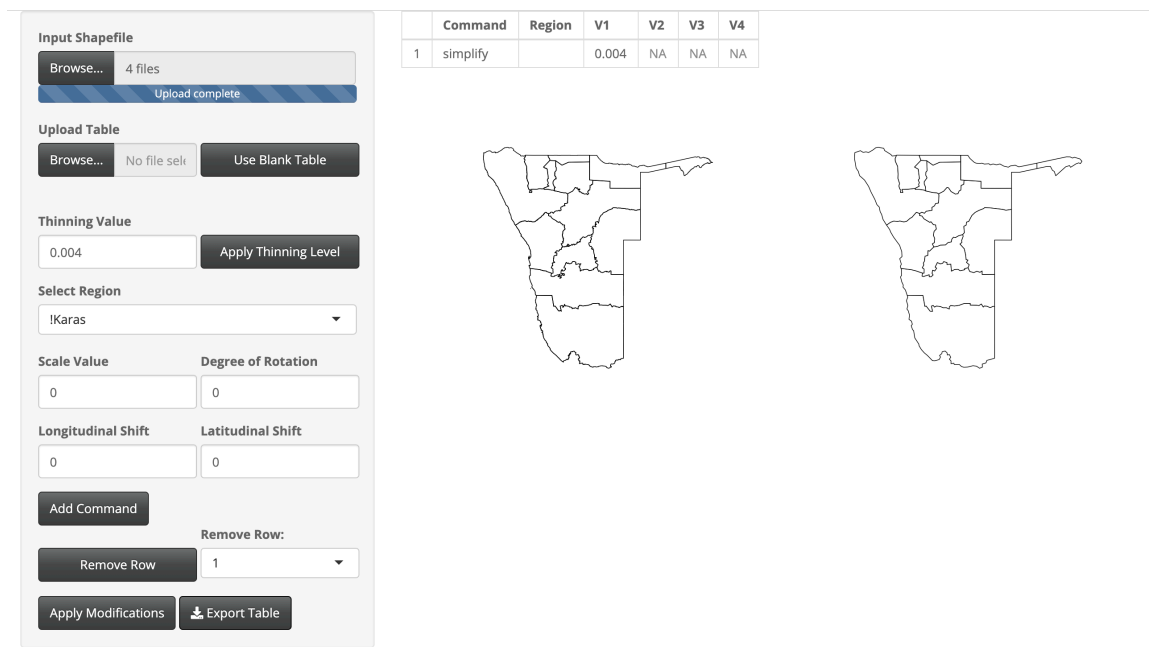 Input Shapefile
Browse... 4 files
Upload complete
Upload Table
Browse... No file sele Use Blank Table
Thinning Value
0.004 Apply Thinning Level
Select Region
!Karas
Scale Value Degree of Rotation
0 0
Longitudinal Shift Latitudinal Shift
0 0
Add Command
Remove Row:
Remove Row 1
Apply Modifications Export Table
Command Region V1 V2 V3 V4
1 simplify 0.004 NA NA NA